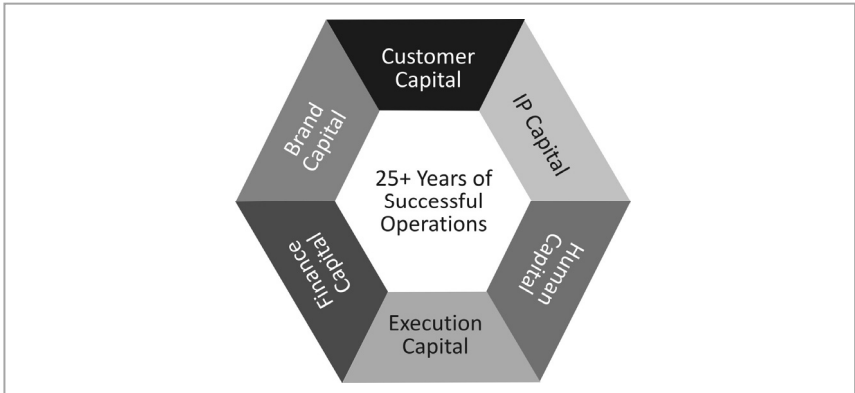 Customer
Capital
IP Capital
Human
Capital
Execution
Capital
Finance
Capital
Brand
Capital
25+ Years of
Successful
Operations